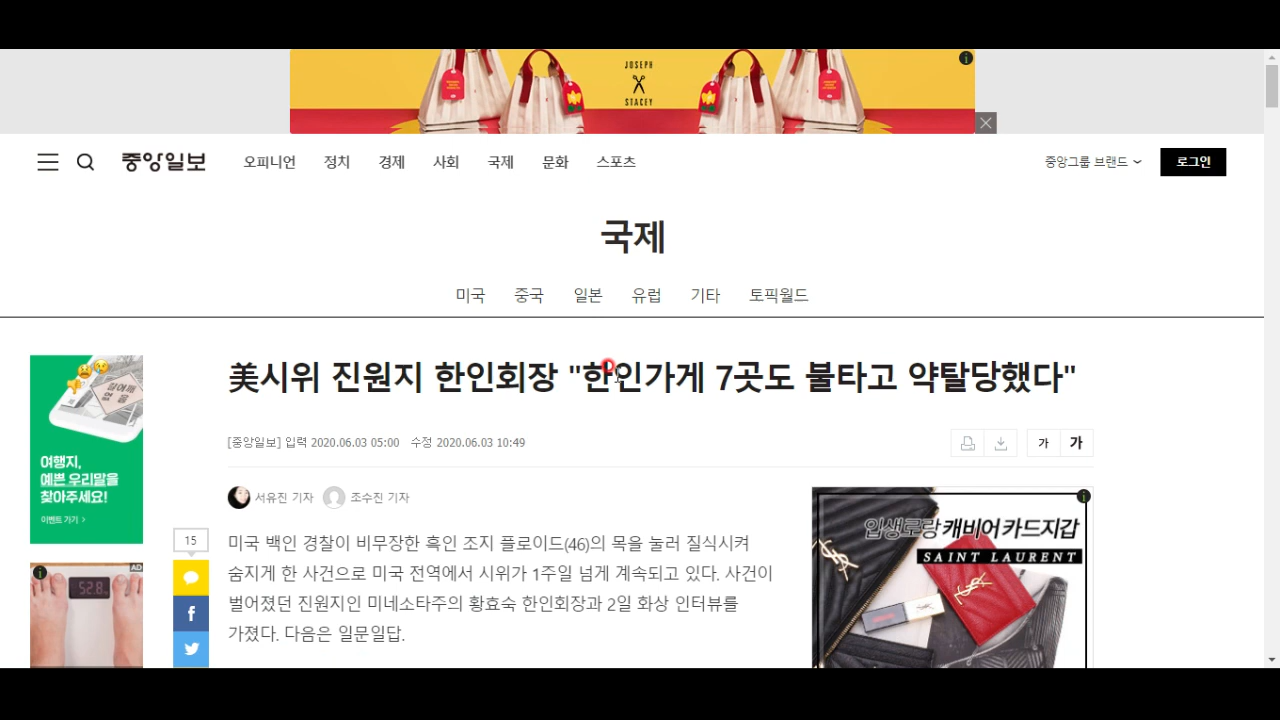 JOSEPH
STACEY
중앙일보 오피니언 정치 경제 사회 국제 문화 스포츠 중앙그룹 브랜드 로그인
국제
미국 중국 일본 유럽 기타 토픽월드
美시위 진원지 한인회장 "한인가게 7곳도 불타고 약탈당했다"
[중앙일보] 입력 2020.06.03 05:00 수정 2020.06.03 10:49
가 가
서유진 기자 조수진 기자
15
미국 백인 경찰이 비무장한 흑인 조지 플로이드(46)의 목을 눌러 질식시켜
숨지게 한 사건으로 미국 전역에서 시위가 1주일 넘게 계속되고 있다. 사건이
벌어졌던 진원지인 미네소타주의 황효숙 한인회장과 2일 화상 인터뷰를
가졌다. 다음은 일문일답.
여행지,
예쁜 우리말을
찾아주세요!
이벤트 가기 >
AD
52.8
입생로랑 캐비어 카드지갑
SAINT LAURENT